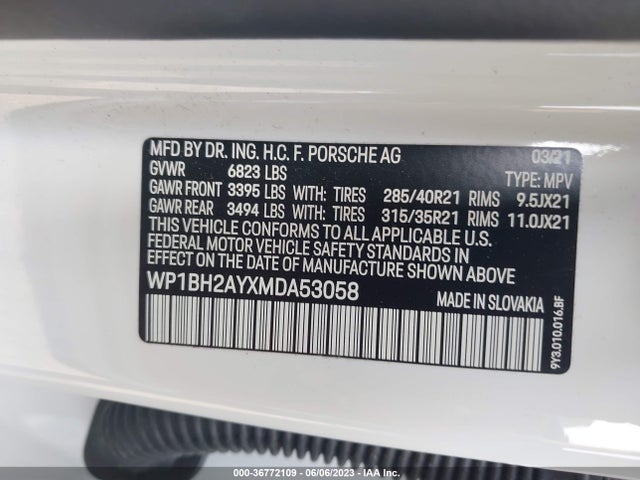 MFD BY DR. ING. H.C. F. PORSCHE AG 03/21
GVWR 6823 LBS TYPE: MPV
GAWR FRONT 3395 LBS WITH: TIRES 285/40R21 RIMS 9.5JX21
GAWR REAR 3494 LBS WITH: TIRES 315/35R21 RIMS 11.0JX21
THIS VEHICLE CONFORMS TO ALL APPLICABLE U.S.
FEDERAL MOTOR VEHICLE SAFETY STANDARDS IN
EFFECT ON THE DATE OF MANUFACTURE SHOWN ABOVE.
WP1BH2AYXMDA53058 MADE IN SLOVAKIA
9Y3.010.016.BF
000-36772109 - 06/06/2023 - IAA Inc.